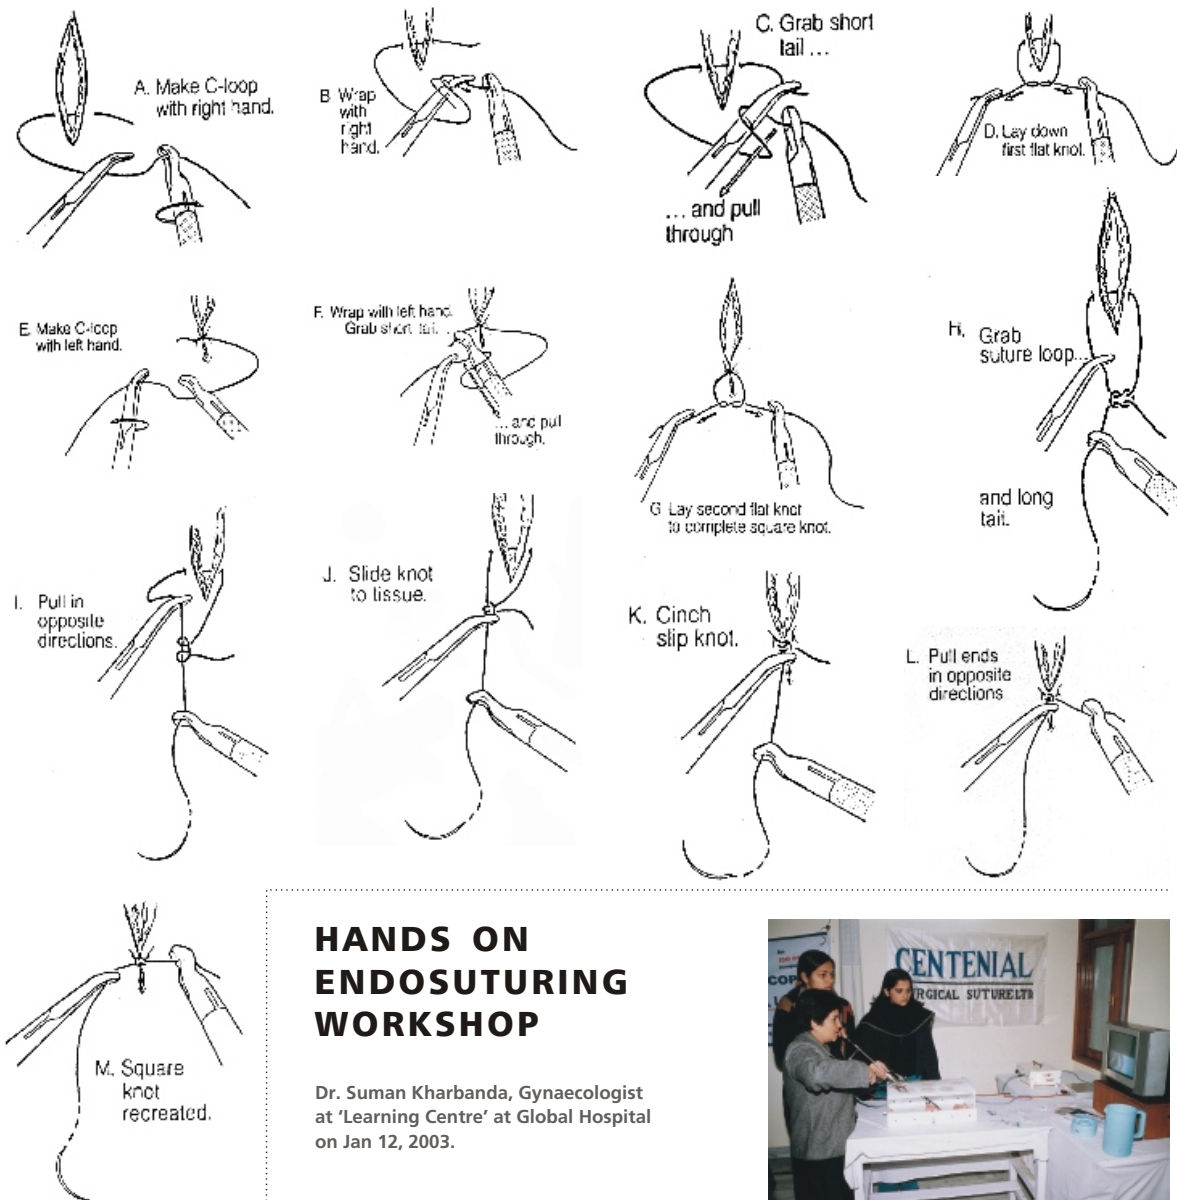 A. Make C-loop
with right hand.
B Wrap
with
right
hand.
C. Grab short
tail ...
... and pull
through
D. Lay down
first flat knot.
E. Make C-loop
with left hand.
F. Wrap with left hand.
Grab short tail. ..
... and pull
through.
G Lay second flat knot
to complete square knot.
H. Grab
suture loop...
and long
tail.
I. Pull in
opposite
directions.
J. Slide knot
to tissue.
K. Cinch
slip knot.
L. Pull ends
in opposite
directions
M. Square
knot
recreated.
HANDS ON
ENDOSUTURING
WORKSHOP
Dr. Suman Kharbanda, Gynaecologist
at ‘Learning Centre’ at Global Hospital
on Jan 12, 2003.
CENTENIAL
RGICAL SUTURE LTD